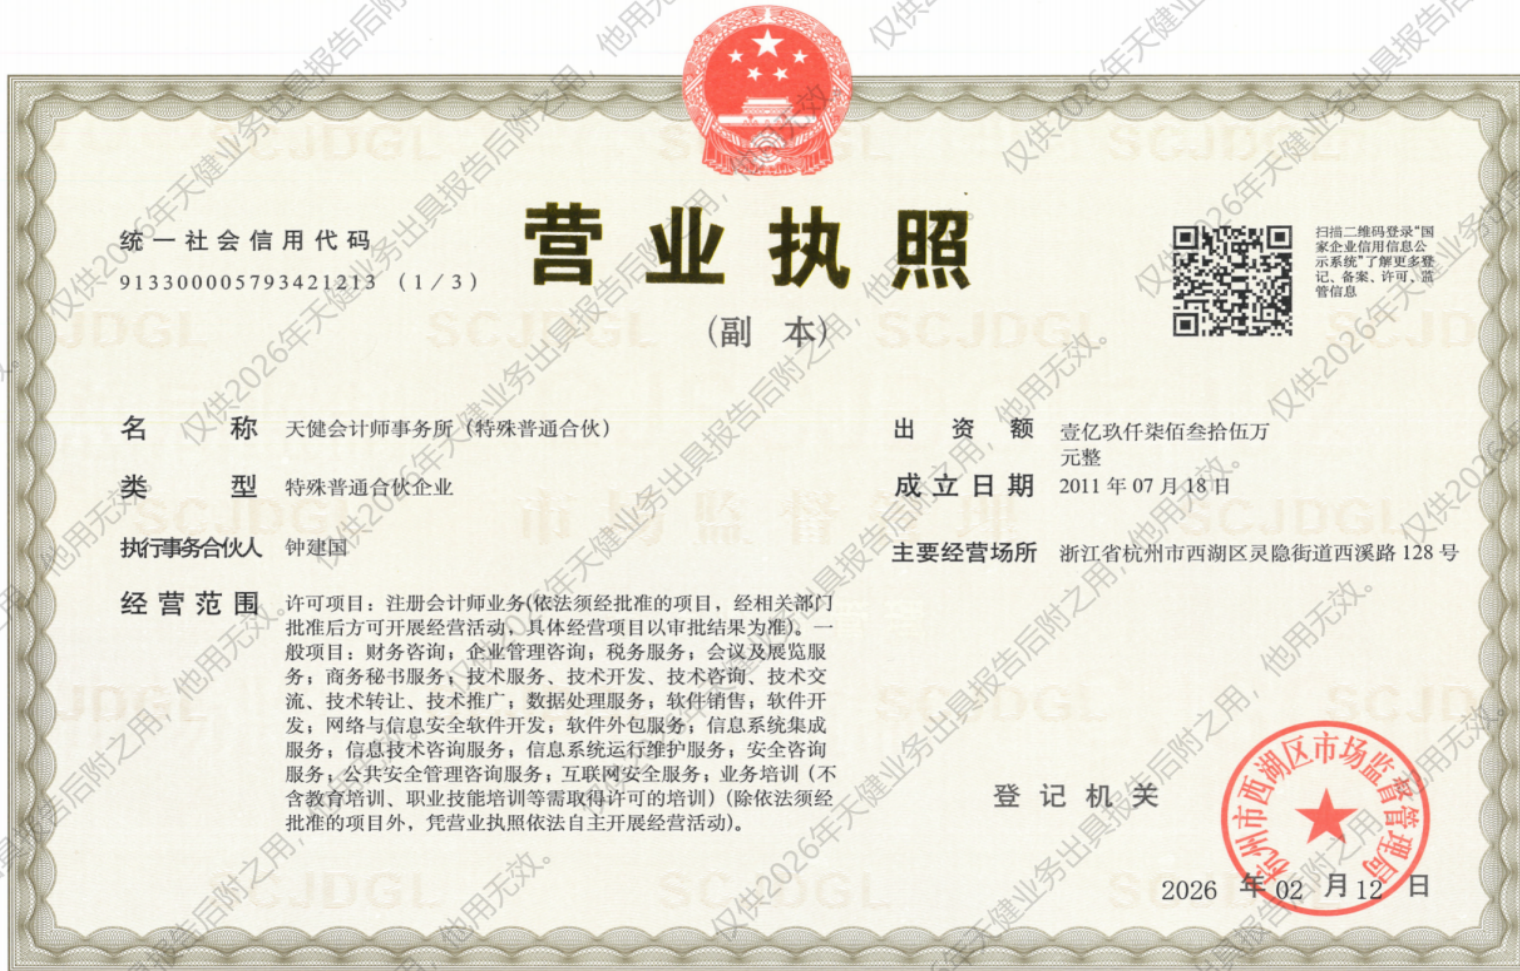 营业执照
(副 本)
统一社会信用代码
913300005793421213 (1/3)
扫描二维码登录"国
家企业信用信息公
示系统"了解更多登
记、备案、许可、监
管信息
名 称 天健会计师事务所（特殊普通合伙）
类 型 特殊普通合伙企业
执行事务合伙人 钟建国
经营范围 许可项目：注册会计师业务(依法须经批准的项目，经相关部门
批准后方可开展经营活动，具体经营项目以审批结果为准)。一
般项目：财务咨询；企业管理咨询；税务服务；会议及展览服
务；商务秘书服务；技术服务、技术开发、技术咨询、技术交
流、技术转让、技术推广；数据处理服务；软件销售；软件开
发；网络与信息安全软件开发；软件外包服务；信息系统集成
服务；信息技术咨询服务；信息系统运行维护服务；安全咨询
服务；公共安全管理咨询服务；互联网安全服务；业务培训（不
含教育培训、职业技能培训等需取得许可的培训）(除依法须经
批准的项目外，凭营业执照依法自主开展经营活动)。
出 资 额 壹亿玖仟柒佰叁拾伍万
元整
成立日期 2011 年 07 月 18 日
主要经营场所 浙江省杭州市西湖区灵隐街道西溪路 128 号
登记机关
杭州市西湖区市场监督管理局
2026 年 02 月 12 日
仅供2026年天健业务出具报告后附之用，他用无效。
SCJDGL
市场监督管理